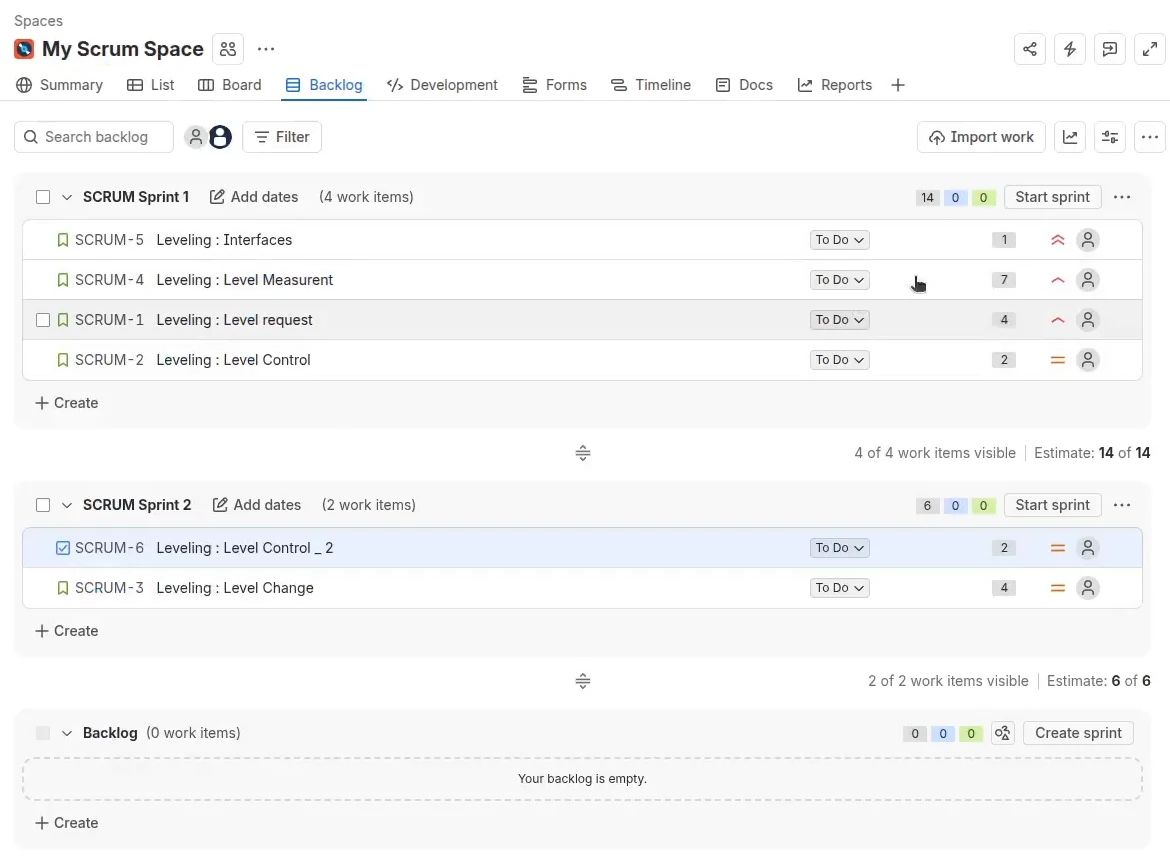 Spaces
My Scrum Space
Summary List Board Backlog Development Forms Timeline Docs Reports
Search backlog Filter Import work
SCRUM Sprint 1 Add dates (4 work items) 14 0 0 Start sprint
SCRUM-5 Leveling : Interfaces To Do 1
SCRUM-4 Leveling : Level Measurent To Do 7
SCRUM-1 Leveling : Level request To Do 4
SCRUM-2 Leveling : Level Control To Do 2
Create
4 of 4 work items visible Estimate: 14 of 14
SCRUM Sprint 2 Add dates (2 work items) 6 0 0 Start sprint
SCRUM-6 Leveling : Level Control _ 2 To Do 2
SCRUM-3 Leveling : Level Change To Do 4
Create
2 of 2 work items visible Estimate: 6 of 6
Backlog (0 work items) 0 0 0 Create sprint
Your backlog is empty.
Create